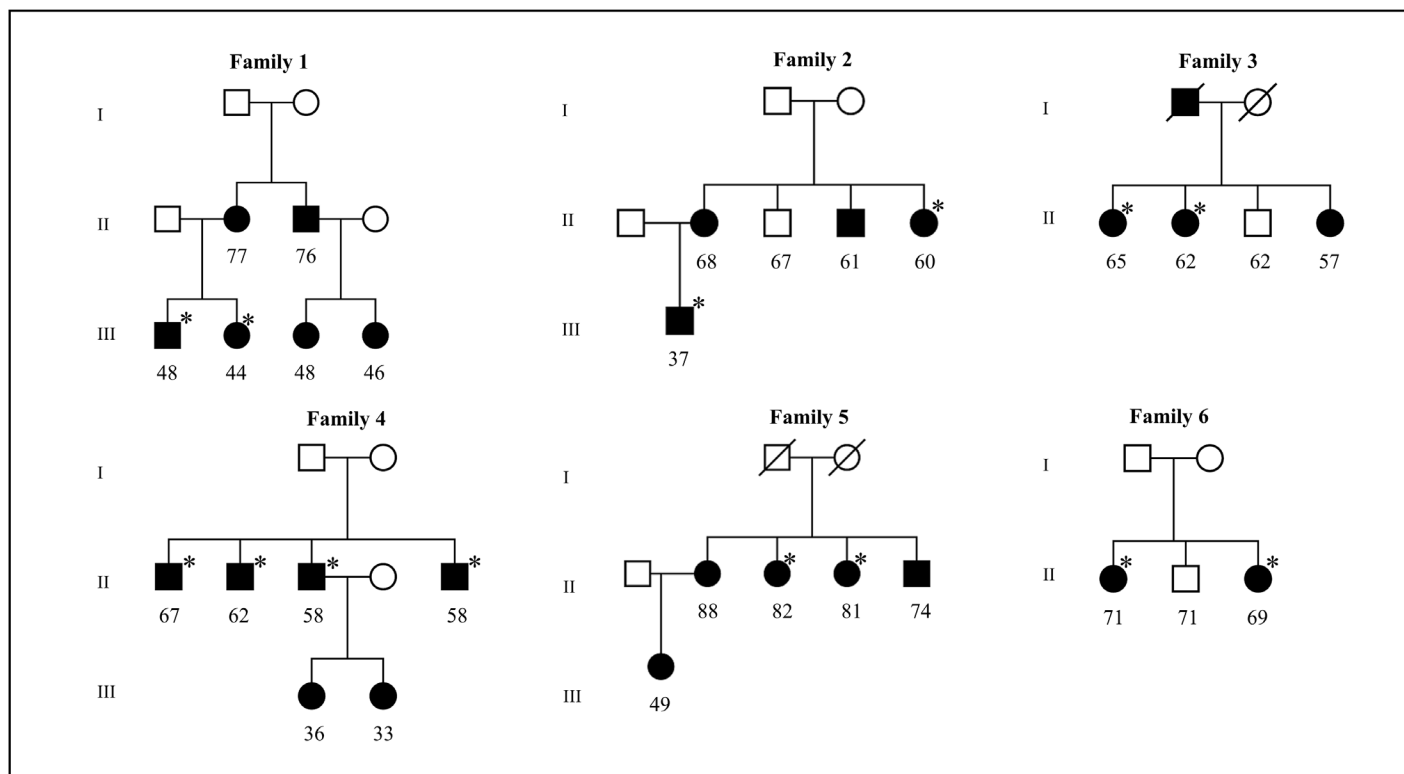 Family 1
I
II
77 76
III
* *
48 44 48 46
Family 2
I
II
*
68 67 61 60
III
*
37
Family 3
I
II
* *
65 62 62 57
Family 4
I
II
* * * *
67 62 58 58
III
36 33
Family 5
I
II
* *
88 82 81 74
III
49
Family 6
I
II
* *
71 71 69